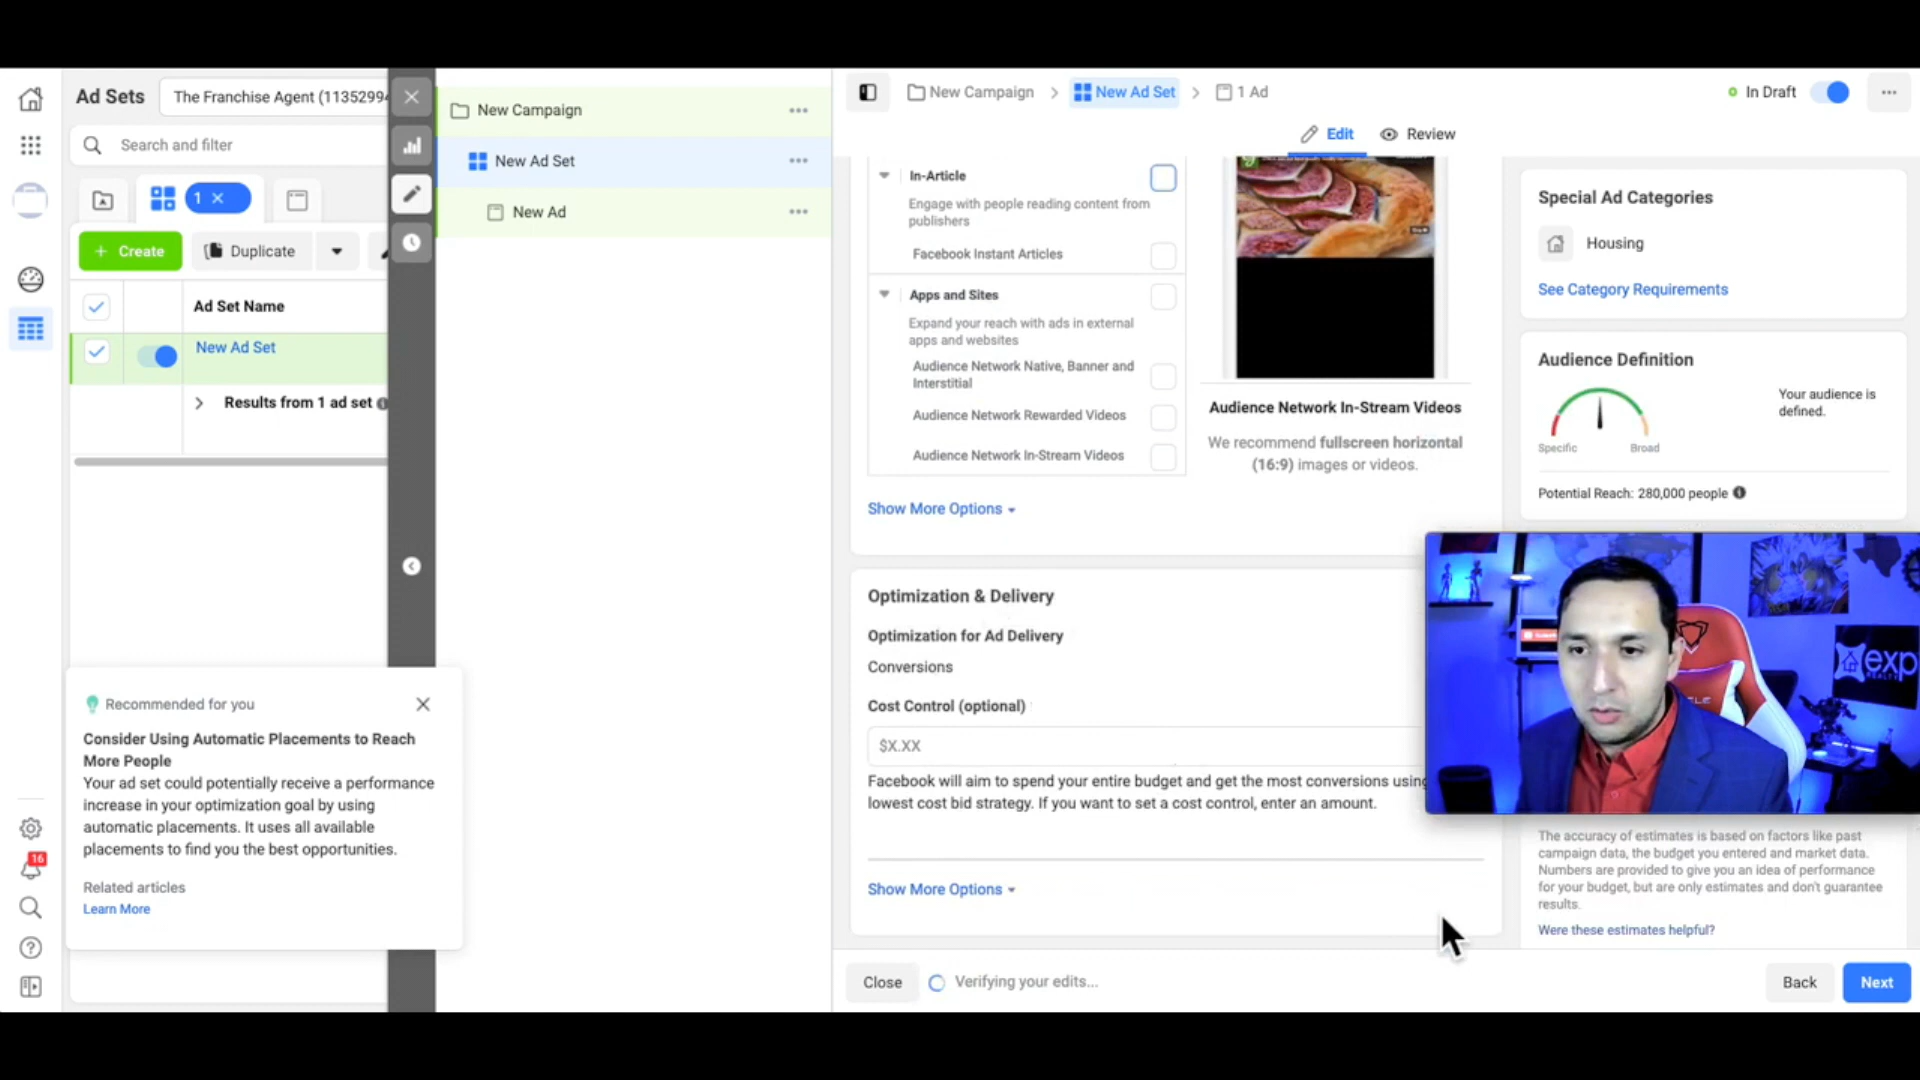 Ad Sets
The Franchise Agent (11352994
Search and filter
1
Create
Duplicate
Ad Set Name
New Ad Set
Results from 1 ad set
Recommended for you
Consider Using Automatic Placements to Reach
More People
Your ad set could potentially receive a performance
increase in your optimization goal by using
automatic placements. It uses all available
placements to find you the best opportunities.
Related articles
Learn More
16
New Campaign
New Ad Set
New Ad
New Campaign > New Ad Set > 1 Ad
In Draft
Edit
Review
In-Article
Engage with people reading content from
publishers
Facebook Instant Articles
Apps and Sites
Expand your reach with ads in external
apps and websites
Audience Network Native, Banner and
Interstitial
Audience Network Rewarded Videos
Audience Network In-Stream Videos
Show More Options
Audience Network In-Stream Videos
We recommend fullscreen horizontal
(16:9) images or videos.
Optimization & Delivery
Optimization for Ad Delivery
Conversions
Cost Control (optional)
$X.XX
Facebook will aim to spend your entire budget and get the most conversions using
lowest cost bid strategy. If you want to set a cost control, enter an amount.
Show More Options
Close
Verifying your edits...
Back
Next
Special Ad Categories
Housing
See Category Requirements
Audience Definition
Your audience is
defined.
Specific
Broad
Potential Reach: 280,000 people
exp
The accuracy of estimates is based on factors like past
campaign data, the budget you entered and market data.
Numbers are provided to give you an idea of performance
for your budget, but are only estimates and don't guarantee
results.
Were these estimates helpful?